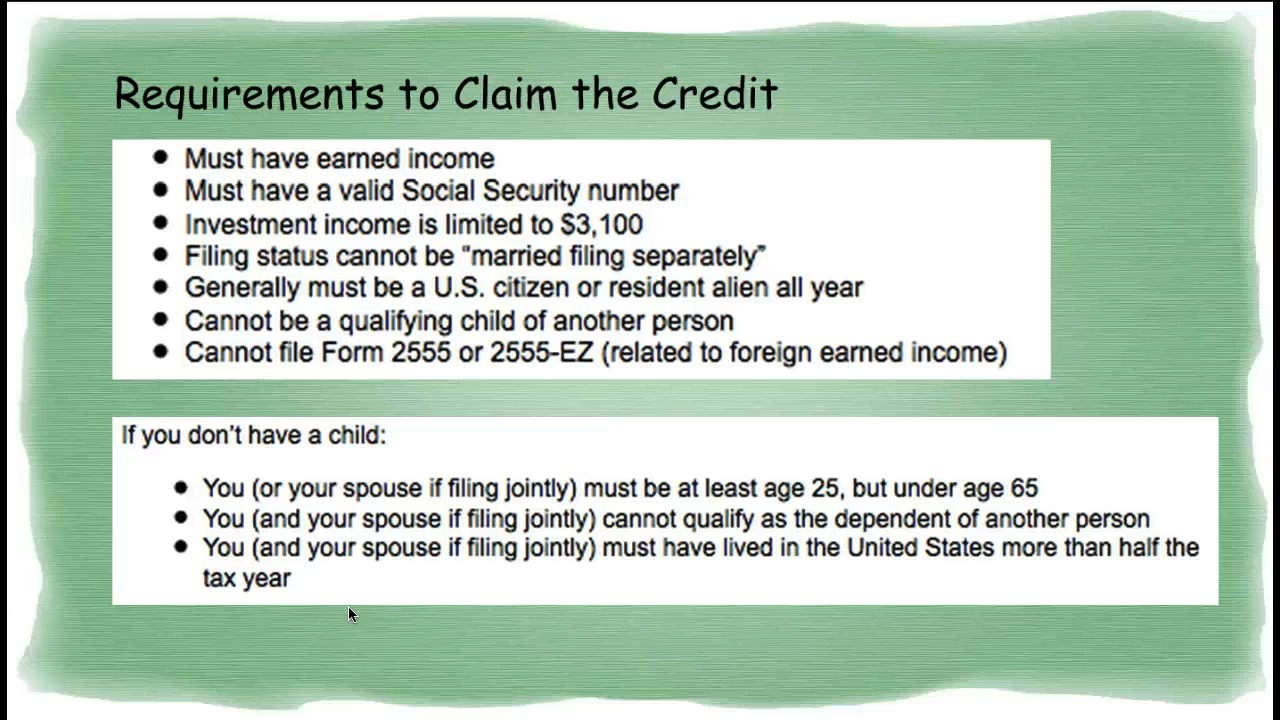 Requirements to Claim the Credit
● Must have earned income
● Must have a valid Social Security number
● Investment income is limited to $3,100
● Filing status cannot be "married filing separately”
● Generally must be a U.S. citizen or resident alien all year
● Cannot be a qualifying child of another person
● Cannot file Form 2555 or 2555-EZ (related to foreign earned income)
If you don't have a child:
● You (or your spouse if filing jointly) must be at least age 25, but under age 65
● You (and your spouse if filing jointly) cannot qualify as the dependent of another person
● You (and your spouse if filing jointly) must have lived in the United States more than half the
tax year